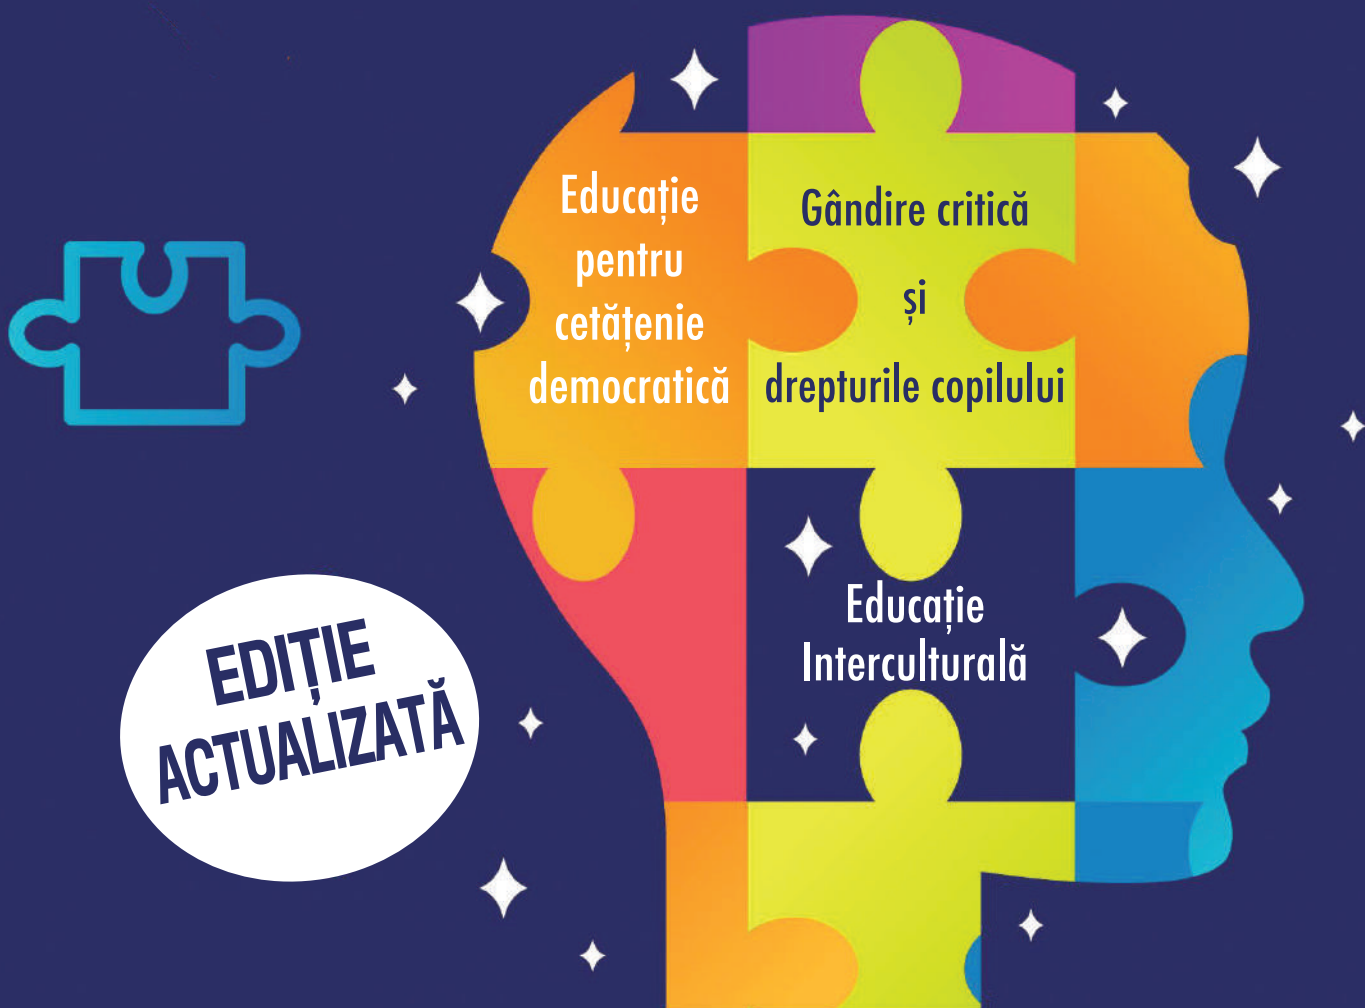 Educație
pentru
cetățenie
democratică
Gândire critică
și
drepturile copilului
Educație
Interculturală
EDIȚIE
ACTUALIZATĂ